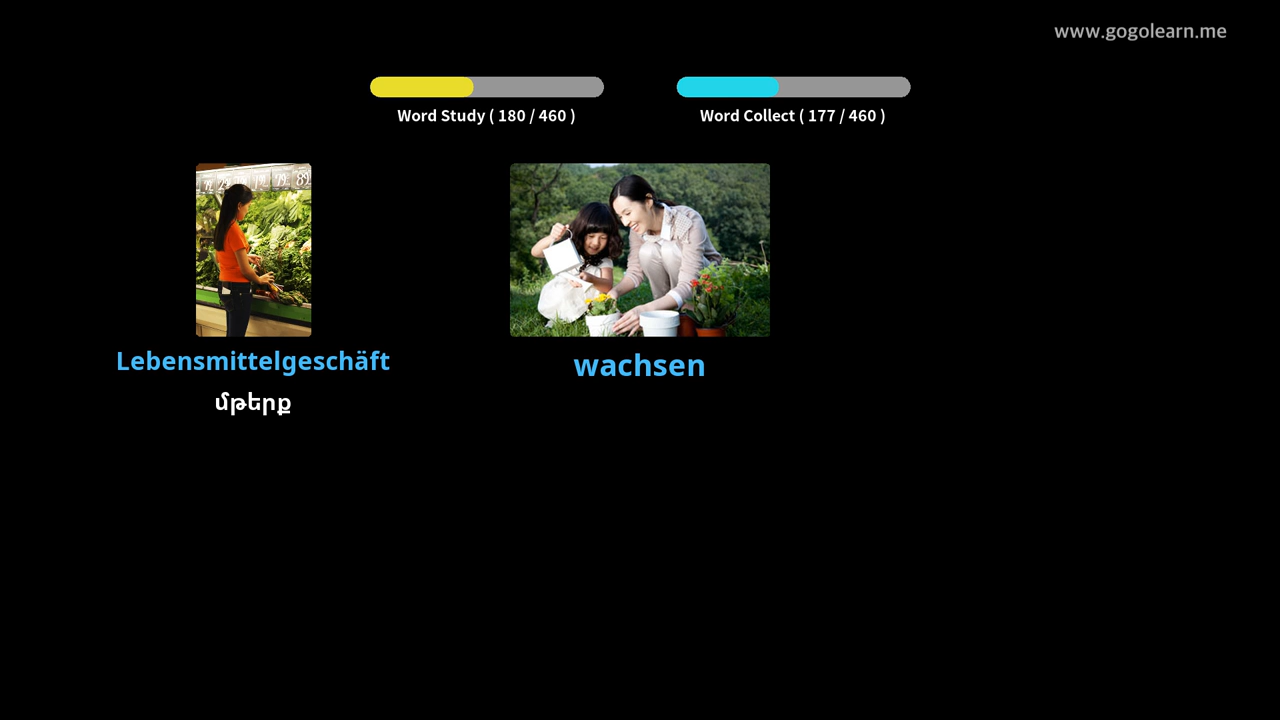 www.gogolearn.me
Word Study ( 180 / 460 )
Word Collect ( 177 / 460 )
Lebensmittelgeschäft
wachsen
մթերք